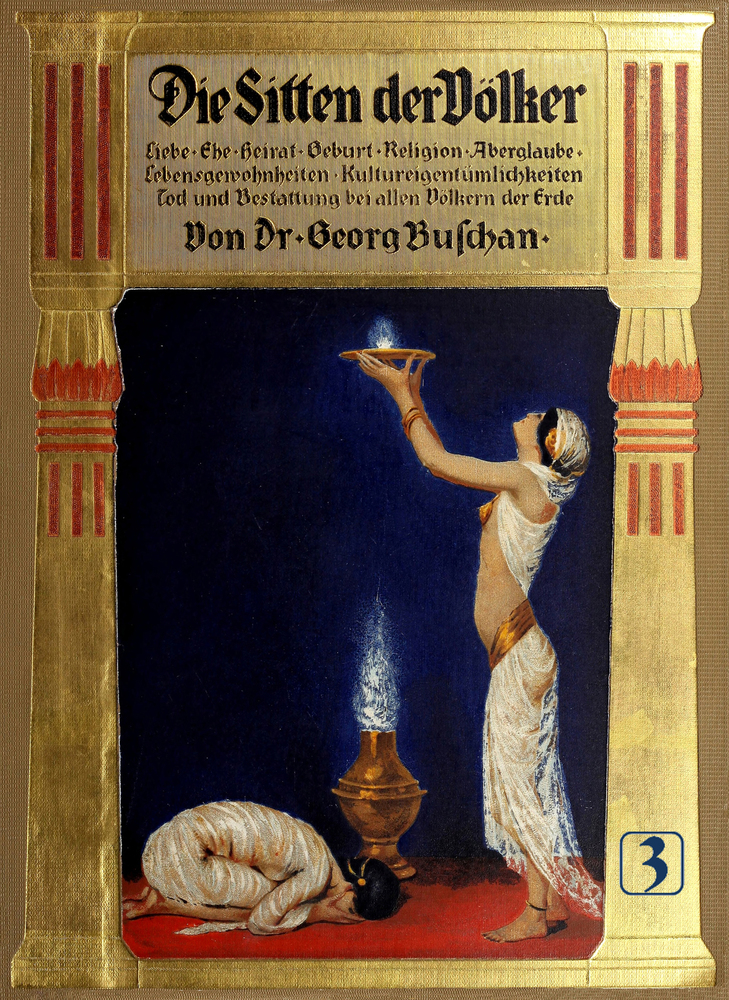 Die Sitten der Völker
Liebe · Ehe · Heirat · Geburt · Religion · Aberglaube ·
Lebensgewohnheiten · Kultureigentümlichkeiten
Tod und Bestattung bei allen Völkern der Erde
Von Dr · Georg Buſchan ·
3